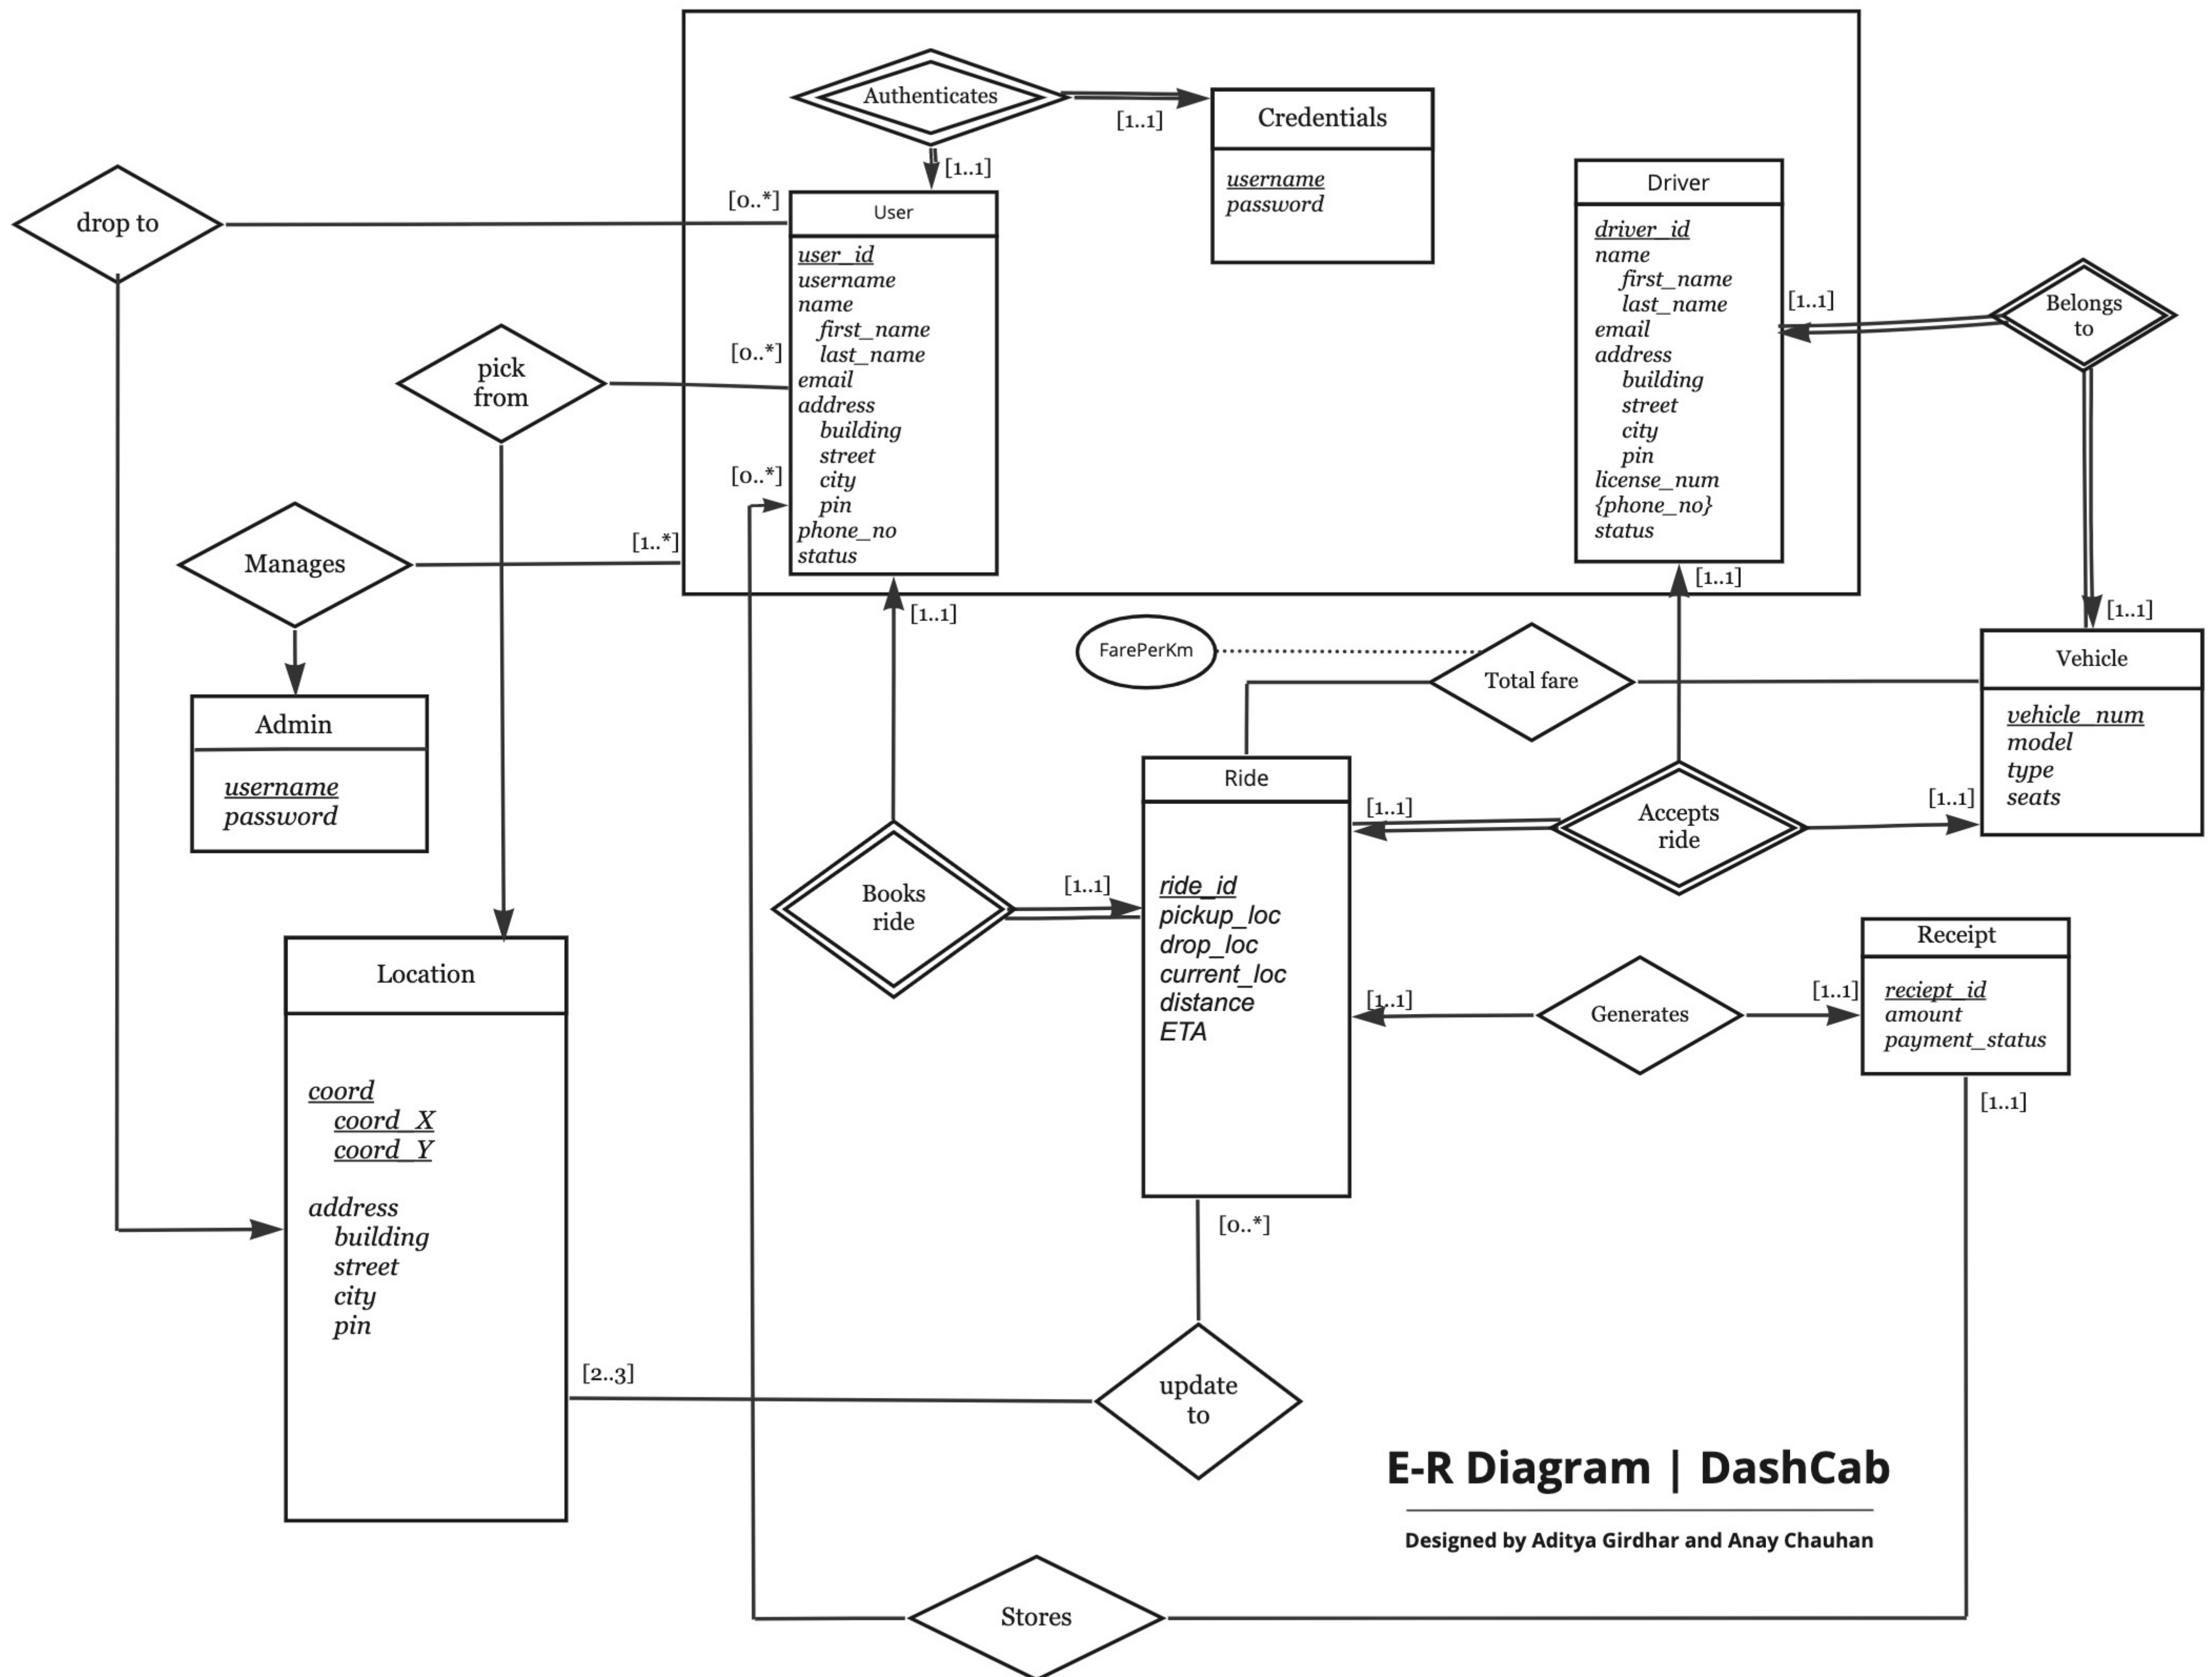 Authenticates
[1..1]
[1..1]
Credentials
username
password
drop to
[0..*]
User
user_id
username
name
first_name
last_name
email
address
building
street
city
pin
phone_no
status
Driver
driver_id
name
first_name
last_name
email
address
building
street
city
pin
license_num
{phone_no}
status
[1..1]
Belongs
to
pick
from
[0..*]
[0..*]
Manages
[1..*]
[1..1]
[1..1]
[1..1]
FarePerKm
Total fare
Vehicle
vehicle_num
model
type
seats
Admin
username
password
Ride
ride_id
pickup_loc
drop_loc
current_loc
distance
ETA
[1..1]
Accepts
ride
[1..1]
Books
ride
[1..1]
Location
coord
coord_X
coord_Y
address
building
street
city
pin
[1..1]
Generates
[1..1]
Receipt
reciept_id
amount
payment_status
[1..1]
[0..*]
[2..3]
update
to
E-R Diagram | DashCab
Designed by Aditya Girdhar and Anay Chauhan
Stores